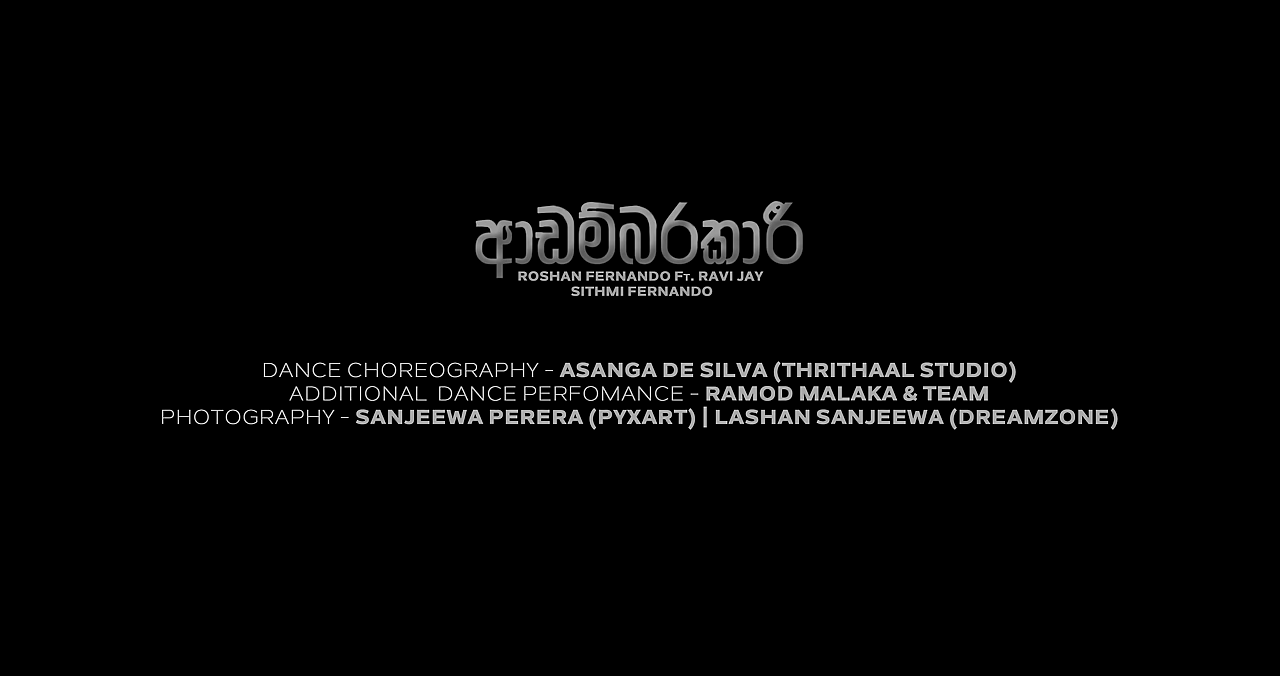 ආඩම්බරකාරී
ROSHAN FERNANDO FT. RAVI JAY
SITHMI FERNANDO
DANCE CHOREOGRAPHY - ASANGA DE SILVA (THRITHAAL STUDIO)
ADDITIONAL DANCE PERFOMANCE - RAMOD MALAKA & TEAM
PHOTOGRAPHY - SANJEEWA PERERA (PYXART) | LASHAN SANJEEWA (DREAMZONE)